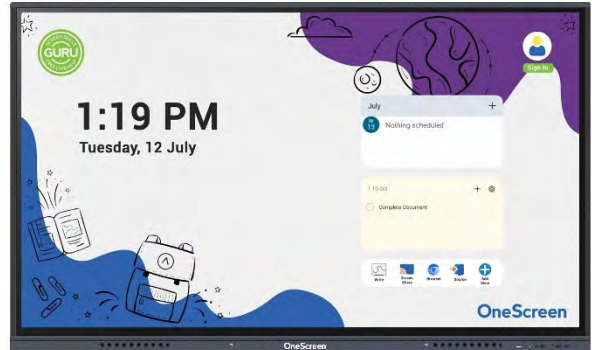 GURU
Sign In
1:19 PM
Tuesday, 12 July
July +
13 Nothing scheduled
+
Complete Document
Write Screen Share Browser Source Add More
OneScreen
OneScreen